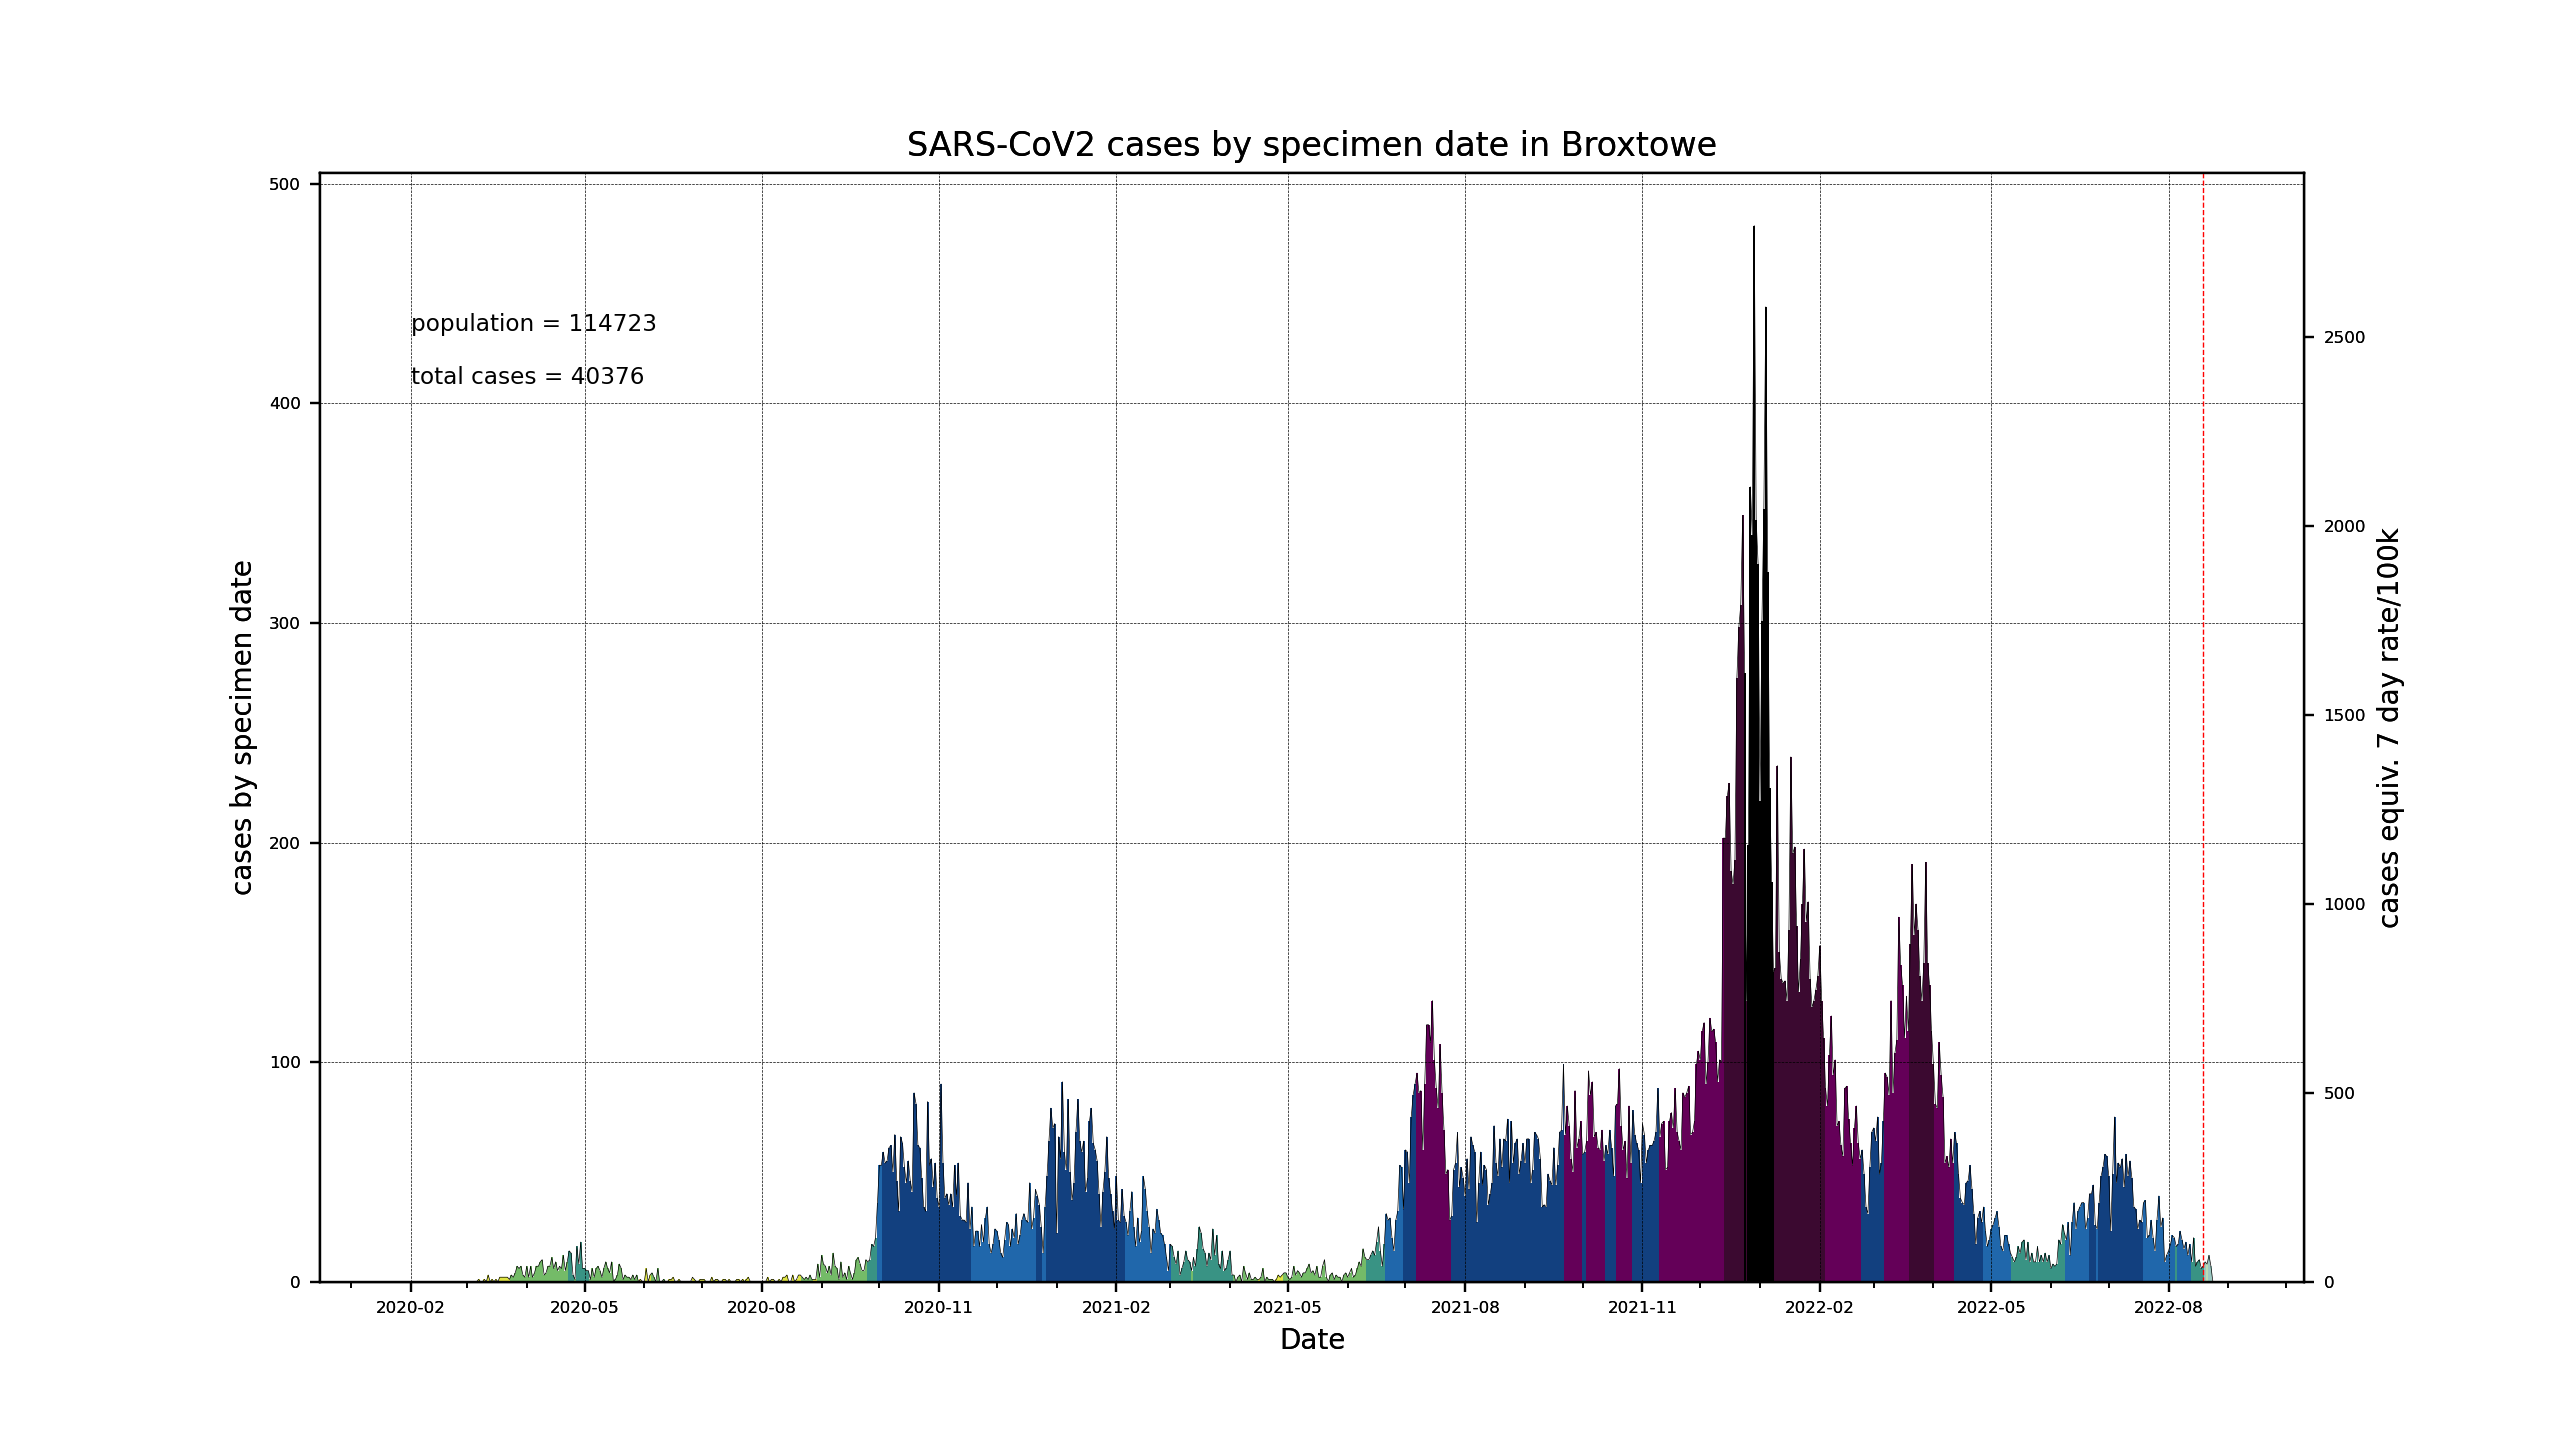 SARS-CoV2 cases by specimen date in Broxtowe
population = 114723
total cases = 40376
cases by specimen date
500
400
300
200
100
0
2500
2000
1500
1000
500
0
cases equiv. 7 day rate/100k
2020-02 2020-05 2020-08 2020-11 2021-02 2021-05 2021-08 2021-11 2022-02 2022-05 2022-08
Date